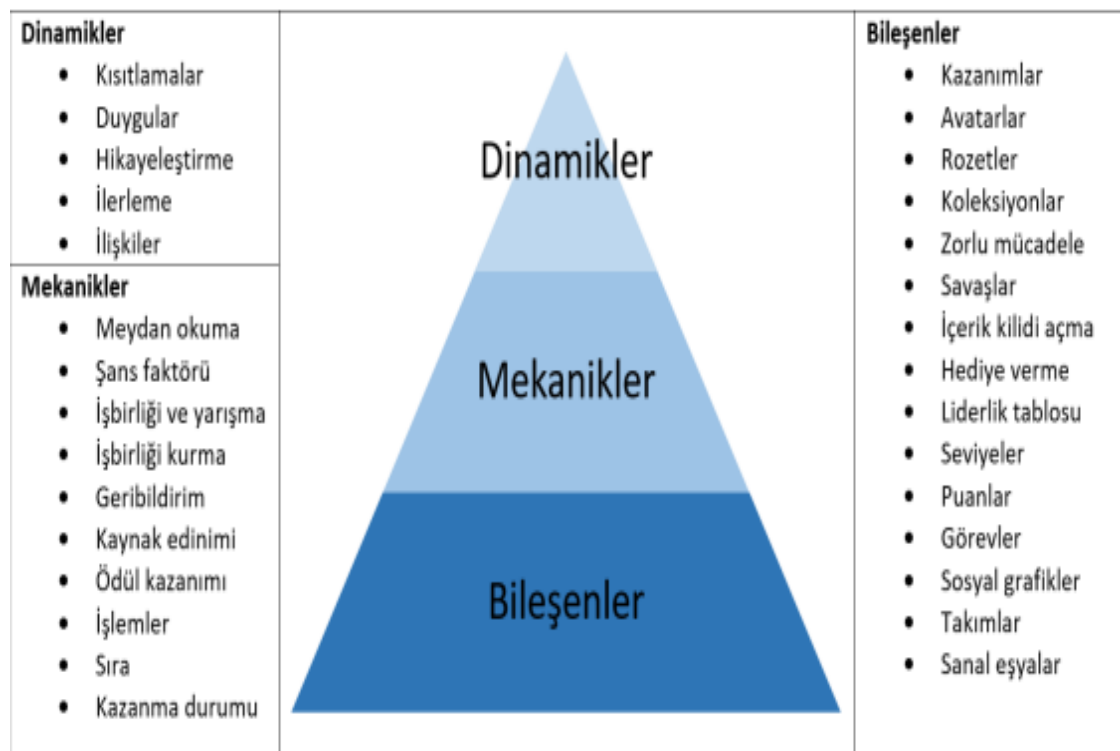 Dinamikler
• Kısıtlamalar
• Duygular
• Hikayeleştirme
• İlerleme
• İlişkiler
Mekanikler
• Meydan okuma
• Şans faktörü
• İşbirliği ve yarışma
• İşbirliği kurma
• Geribildirim
• Kaynak edinimi
• Ödül kazanımı
• İşlemler
• Sıra
• Kazanma durumu
Dinamikler
Mekanikler
Bileşenler
Bileşenler
• Kazanımlar
• Avatarlar
• Rozetler
• Koleksiyonlar
• Zorlu mücadele
• Savaşlar
• İçerik kilidi açma
• Hediye verme
• Liderlik tablosu
• Seviyeler
• Puanlar
• Görevler
• Sosyal grafikler
• Takımlar
• Sanal eşyalar